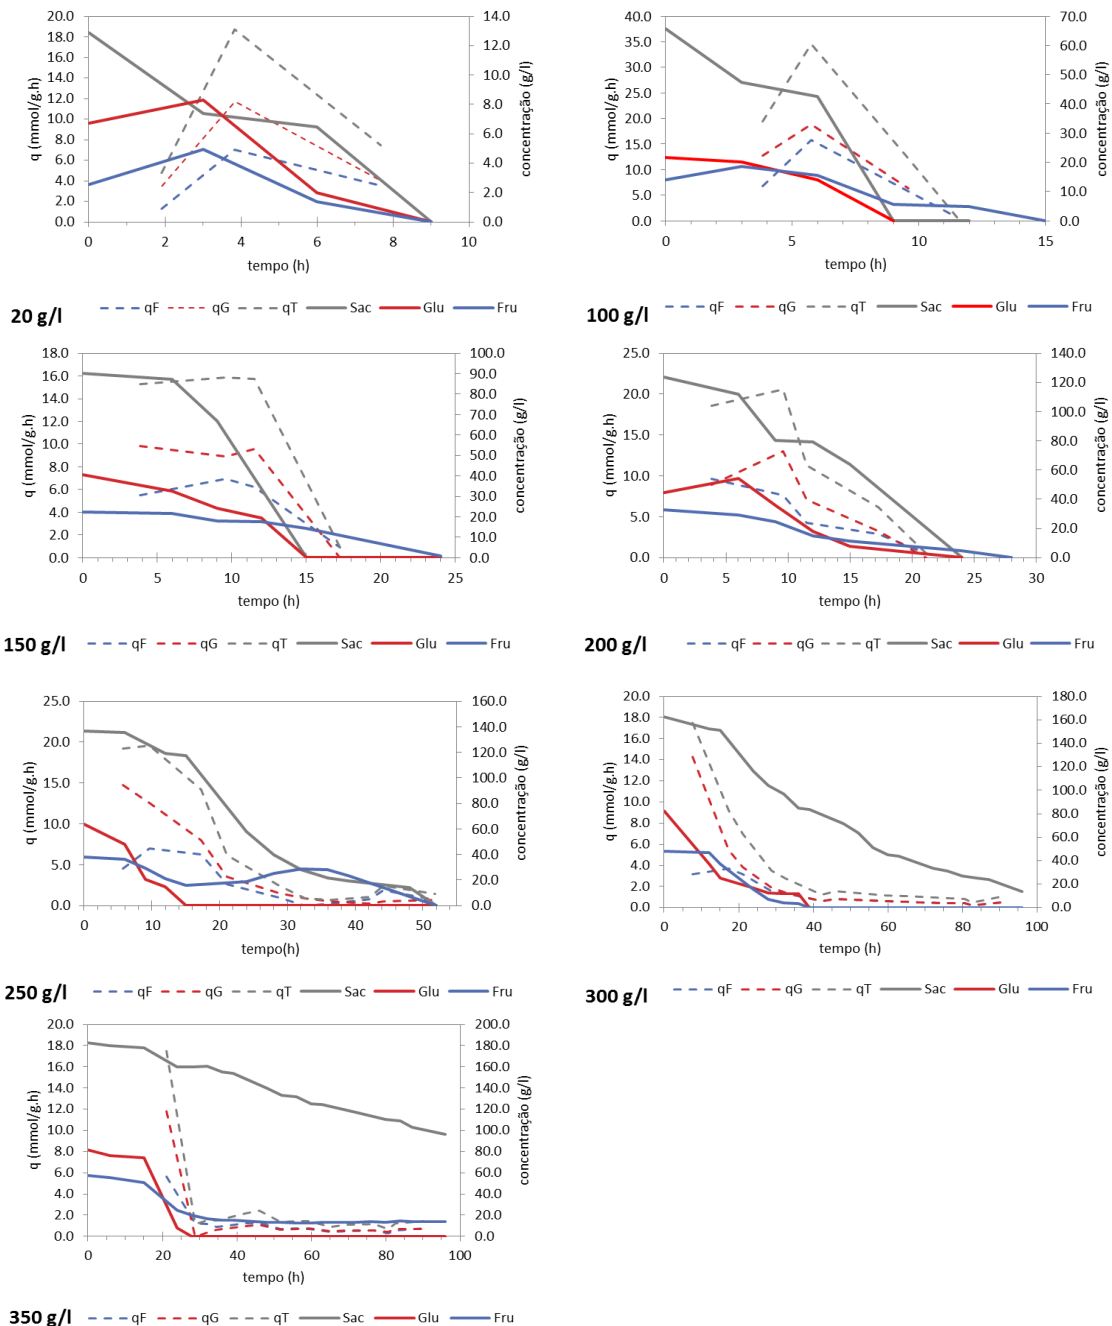 20.0 14.0
18.0
16.0 12.0
14.0 10.0
12.0 8.0
10.0
8.0 6.0
6.0 4.0
4.0 2.0
2.0
0.0 0.0
q (mmol/g.h)
concentração (g/l)
0 2 4 6 8 10
tempo (h)
20 g/l qF qG qT Sac Glu Fru
40.0 70.0
35.0 60.0
30.0 50.0
25.0 40.0
20.0
15.0 30.0
10.0 20.0
5.0 10.0
0.0 0.0
q (mmol/g.h)
concentração (g/l)
0 5 10 15
tempo (h)
100 g/l qF qG qT Sac Glu Fru
18.0 100.0
16.0 90.0
14.0 80.0
12.0 70.0
10.0 60.0
8.0 50.0
6.0 40.0
4.0 30.0
2.0 20.0
0.0 10.0
0.0
q (mmol/g.h)
concentração (g/l)
0 5 10 15 20 25
tempo (h)
150 g/l qF qG qT Sac Glu Fru
25.0 140.0
20.0 120.0
15.0 100.0
10.0 80.0
5.0 60.0
0.0 40.0
20.0
0.0
q (mmol/g.h)
concentração (g/l)
0 5 10 15 20 25 30
tempo (h)
200 g/l qF qG qT Sac Glu Fru
25.0 160.0
20.0 140.0
15.0 120.0
10.0 100.0
5.0 80.0
0.0 60.0
40.0
20.0
0.0
q (mmol/g.h)
concentração (g/l)
0 10 20 30 40 50
tempo(h)
250 g/l qF qG qT Sac Glu Fru
20.0 180.0
18.0 160.0
16.0 140.0
14.0 120.0
12.0 100.0
10.0 80.0
8.0 60.0
6.0 40.0
4.0 20.0
2.0 0.0
0.0
q (mmol/g.h)
concentração (g/l)
0 20 40 60 80 100
tempo (h)
300 g/l qF qG qT Sac Glu Fru
20.0 200.0
18.0 180.0
16.0 160.0
14.0 140.0
12.0 120.0
10.0 100.0
8.0 80.0
6.0 60.0
4.0 40.0
2.0 20.0
0.0 0.0
q (mmol/g.h)
concentração (g/l)
0 20 40 60 80 100
tempo (h)
350 g/l qF qG qT Sac Glu Fru